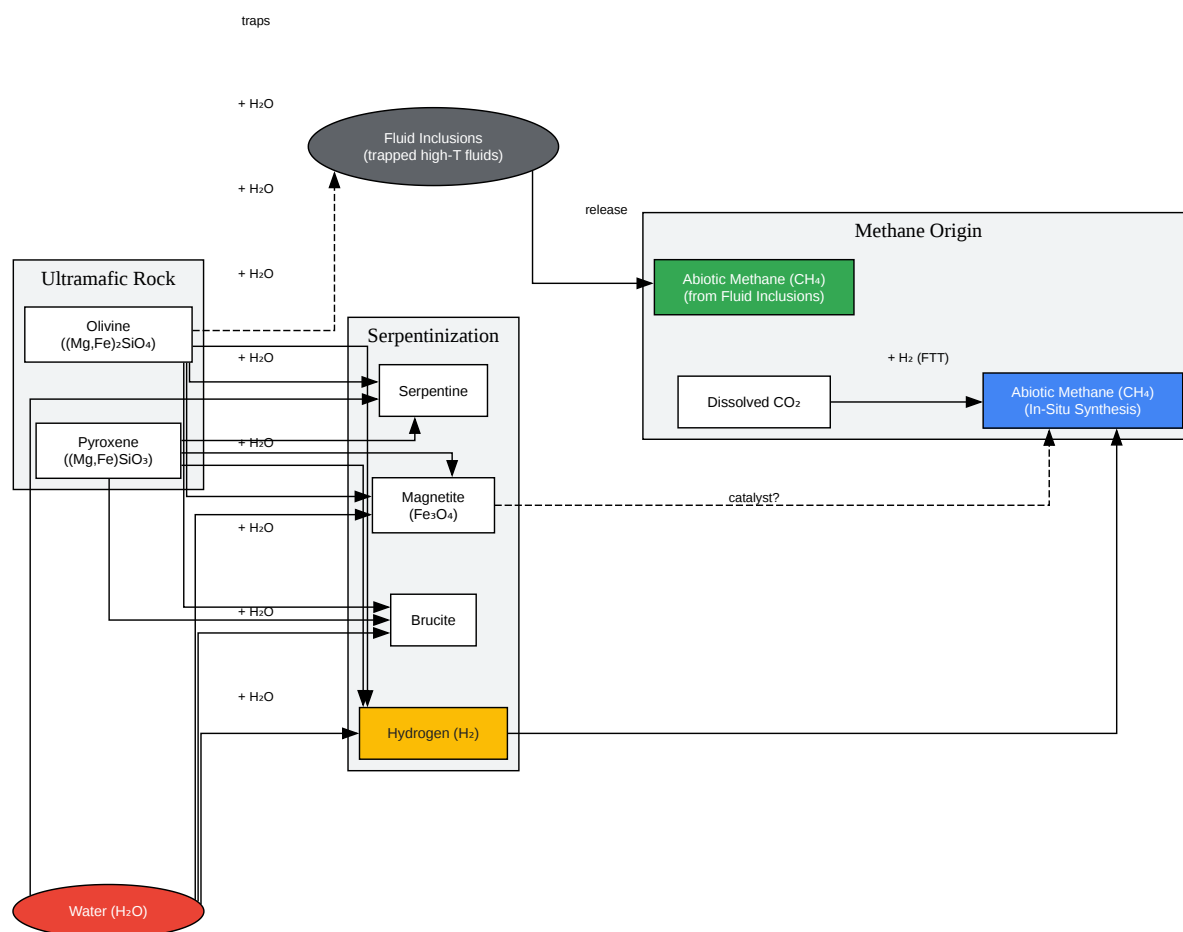 traps
+ H₂O
Fluid Inclusions
(trapped high-T fluids)
+ H₂O
release
Methane Origin
+ H₂O
Ultramafic Rock
Abiotic Methane (CH₄)
(from Fluid Inclusions)
Olivine
((Mg,Fe)₂SiO₄)
Serpentinization
+ H₂O
+ H₂ (FTT)
Serpentine
Dissolved CO₂
Abiotic Methane (CH₄)
(In-Situ Synthesis)
Pyroxene
((Mg,Fe)SiO₃)
+ H₂O
Magnetite
(Fe₃O₄)
catalyst?
+ H₂O
+ H₂O
Brucite
+ H₂O
Hydrogen (H₂)
Water (H₂O)